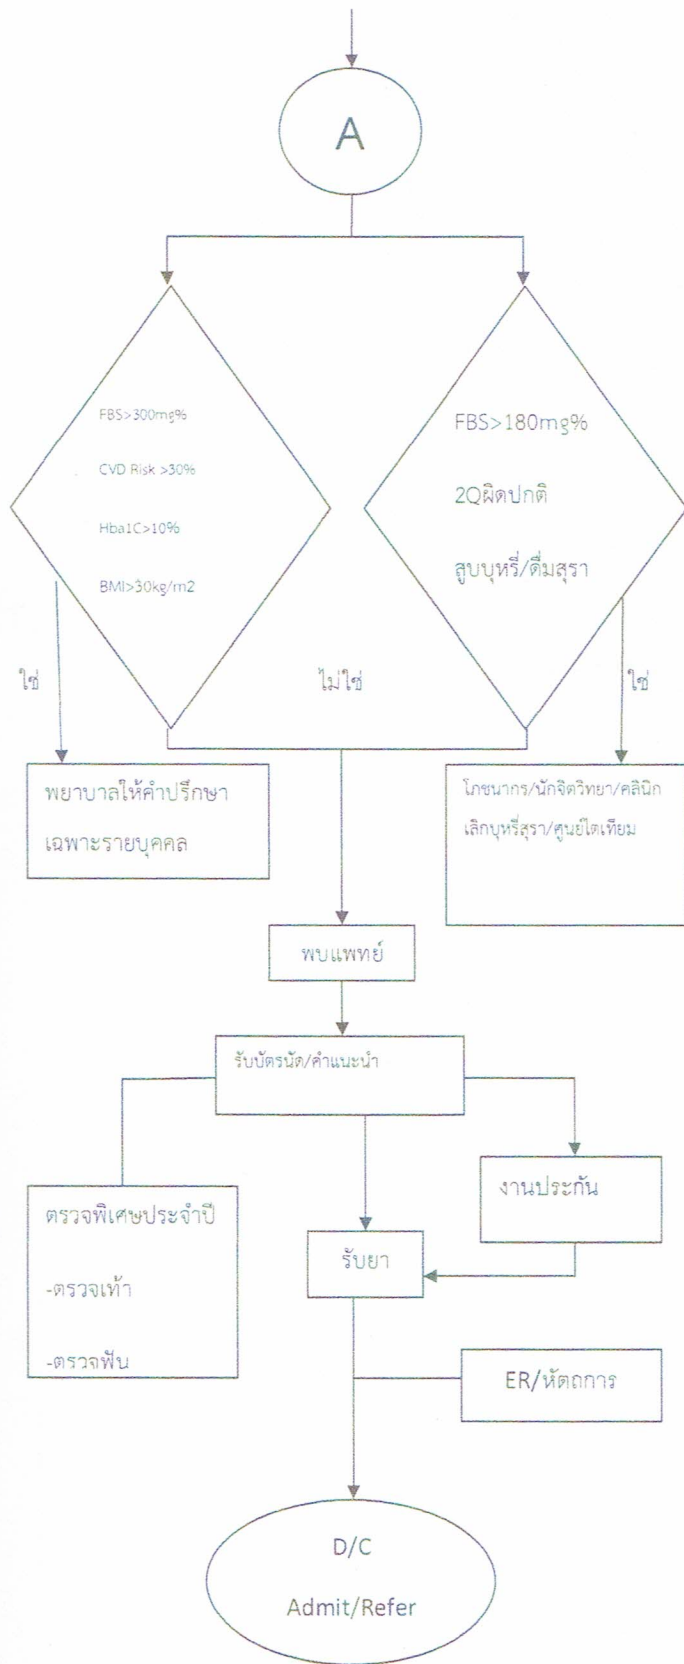 A
FBS>300mg%
CVD Risk >30%
Hba1C>10%
BMI>30kg/m2
FBS>180mg%
2Qผิดปกติ
สูบบุหรี่/ดื่มสุรา
ใช่
ไม่ใช่
ใช่
พยาบาลให้คำปรึกษา
เฉพาะรายบุคคล
โภชนากร/นักจิตวิทยา/คลินิก
เลิกบุหรี่สุรา/ศูนย์ไตเทียม
พบแพทย์
รับบัตรนัด/คำแนะนำ
ตรวจพิเศษประจำปี
-ตรวจเท้า
-ตรวจฟัน
งานประกัน
รับยา
ER/หัตถการ
D/C
Admit/Refer